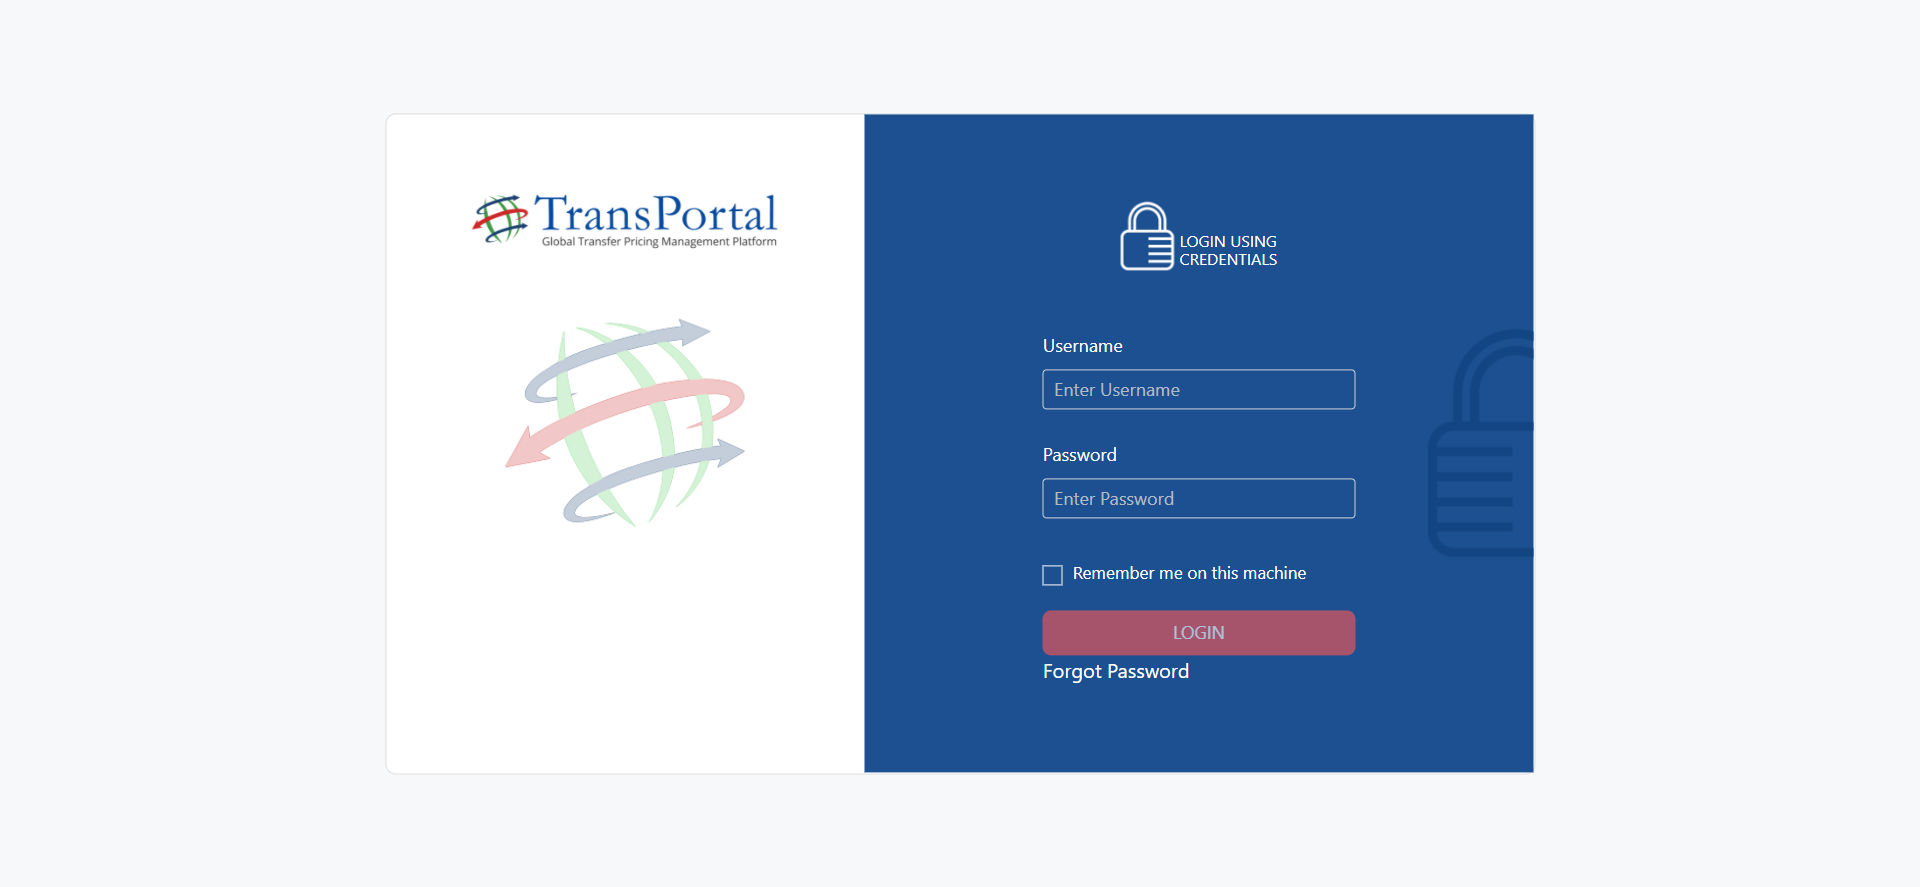 TransPortal
Global Transfer Pricing Management Platform
LOGIN USING
CREDENTIALS
Username
Enter Username
Password
Enter Password
Remember me on this machine
LOGIN
Forgot Password